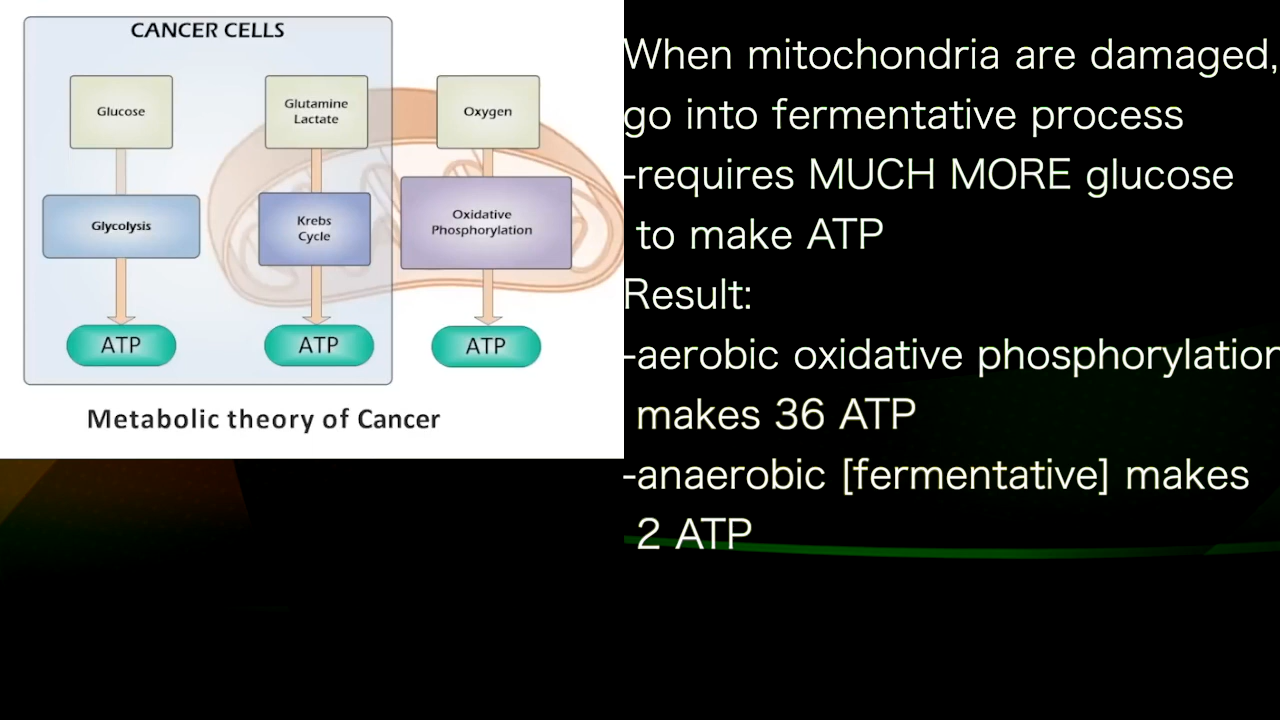 CANCER CELLS
Glucose
Glutamine
Lactate
Oxygen
Glycolysis
Krebs
Cycle
Oxidative
Phosphorylation
ATP
ATP
ATP
Metabolic theory of Cancer
When mitochondria are damaged,
go into fermentative process
-requires MUCH MORE glucose
to make ATP
Result:
-aerobic oxidative phosphorylation
makes 36 ATP
-anaerobic [fermentative] makes
2 ATP